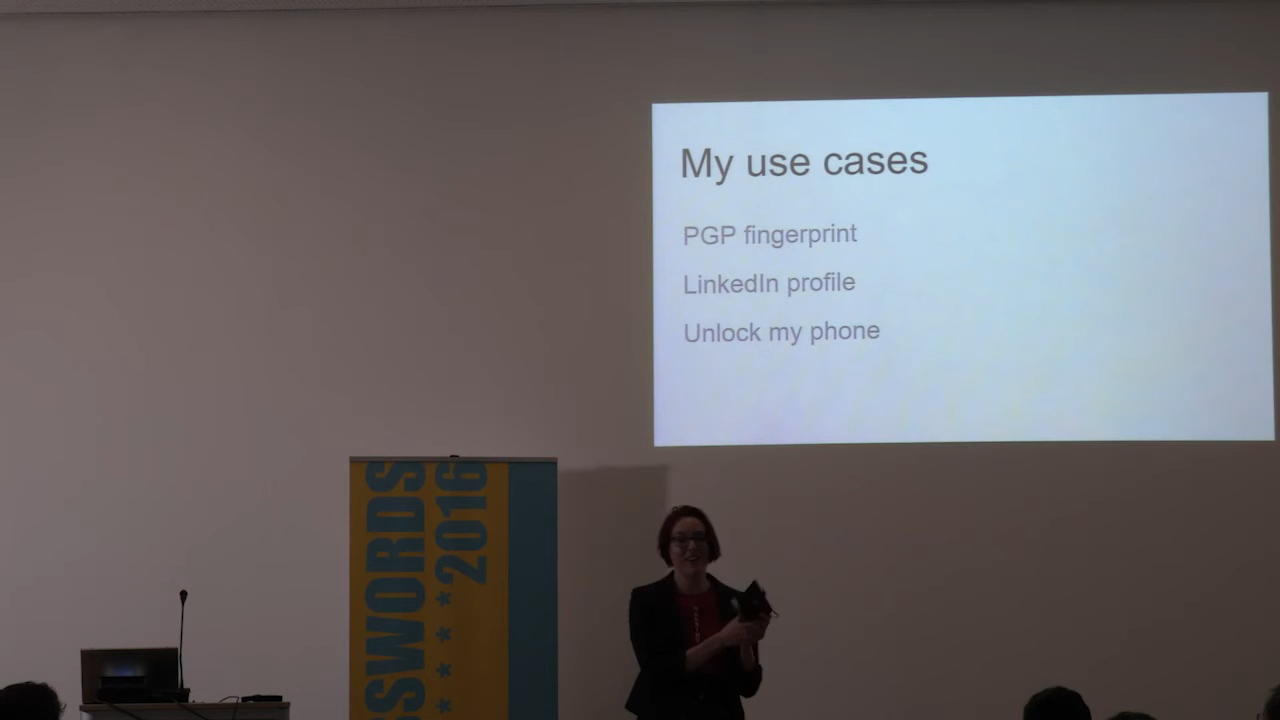 My use cases
PGP fingerprint
LinkedIn profile
Unlock my phone
SSWORDS
****2016